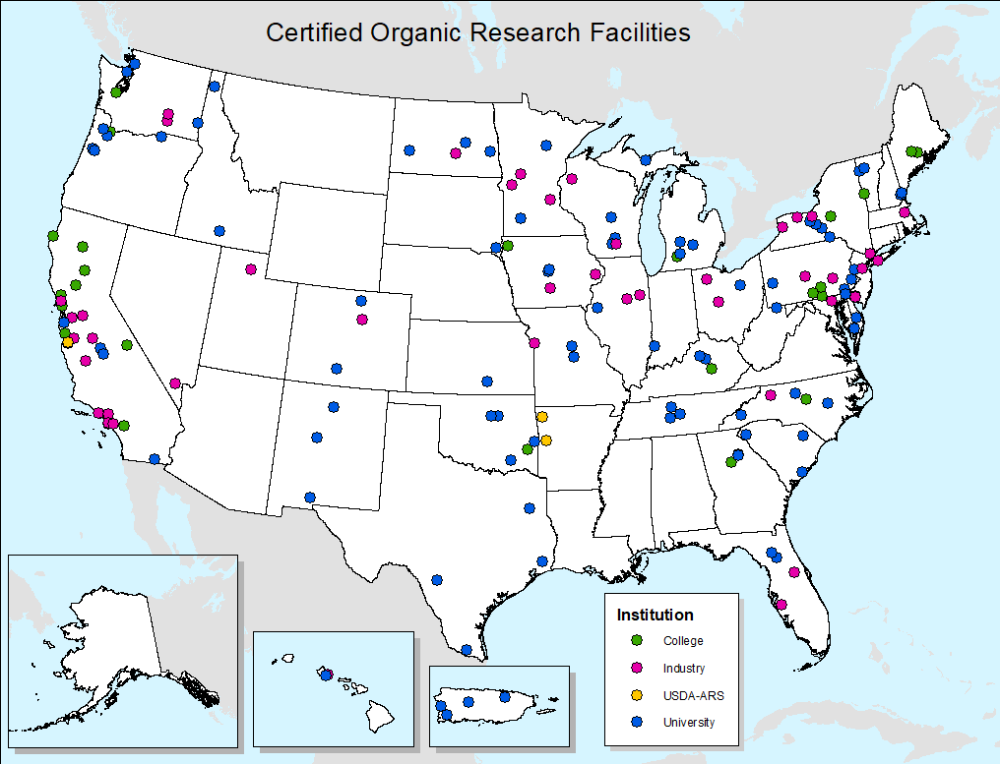 Certified Organic Research Facilities
Institution
College
Industry
USDA-ARS
University